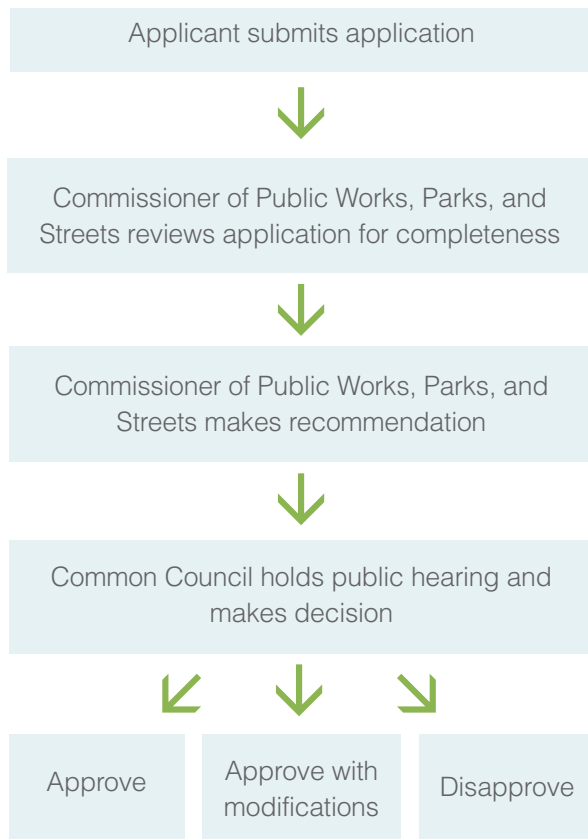 Applicant submits application
Commissioner of Public Works, Parks, and
Streets reviews application for completeness
Commissioner of Public Works, Parks, and
Streets makes recommendation
Common Council holds public hearing and
makes decision
Approve
Approve with
modifications
Disapprove